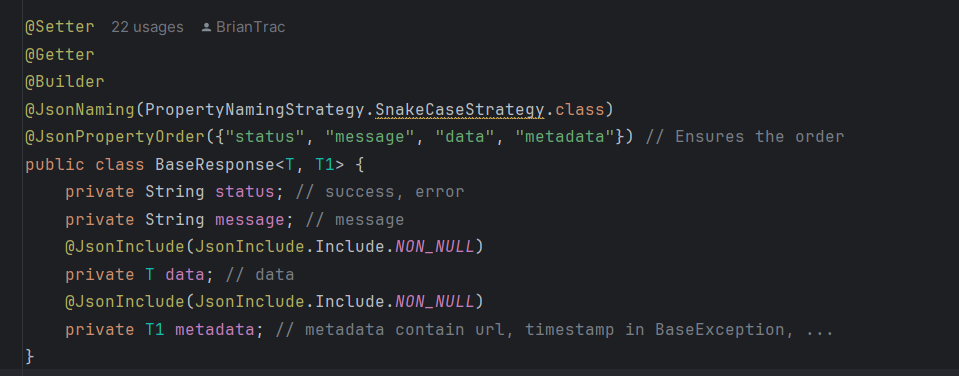 @Setter 22 usages BrianTrac
@Getter
@Builder
@JsonNaming(PropertyNamingStrategy.SnakeCaseStrategy.class)
@JsonPropertyOrder({"status", "message", "data", "metadata"}) // Ensures the order
public class BaseResponse<T, T1> {
    private String status; // success, error
    private String message; // message
    @JsonInclude(JsonInclude.Include.NON_NULL)
    private T data; // data
    @JsonInclude(JsonInclude.Include.NON_NULL)
    private T1 metadata; // metadata contain url, timestamp in BaseException, ...
}